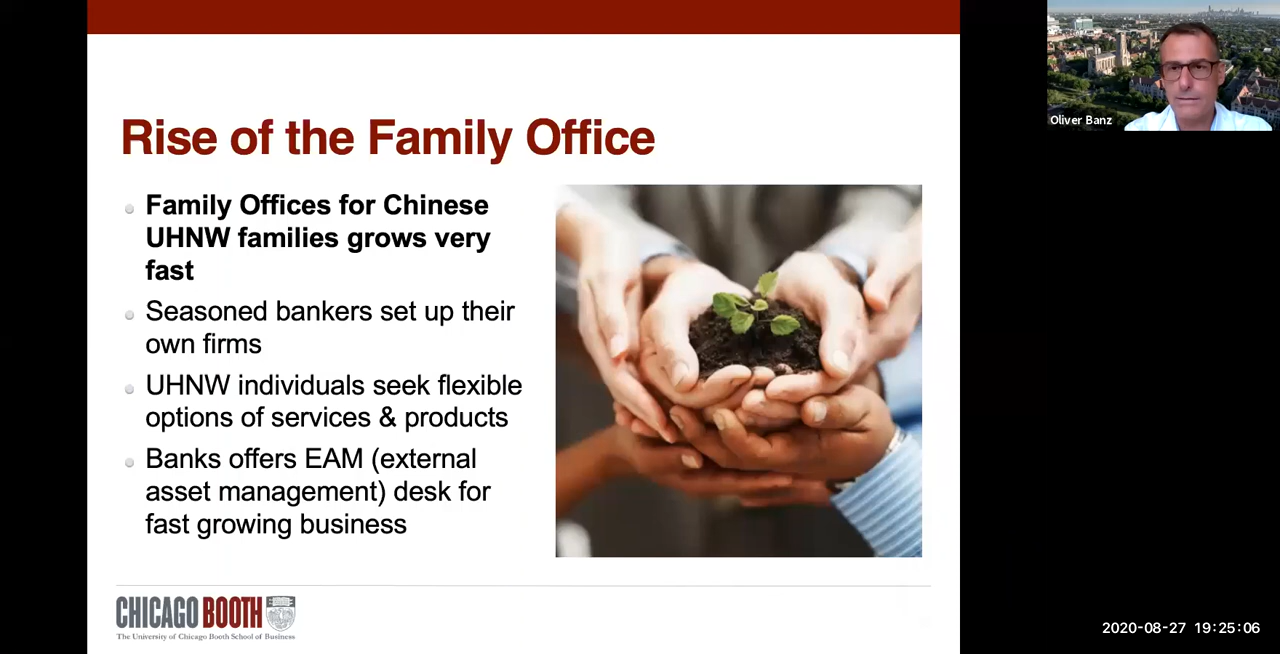 Rise of the Family Office
Family Offices for Chinese
UHNW families grows very
fast
Seasoned bankers set up their
own firms
UHNW individuals seek flexible
options of services & products
Banks offers EAM (external
asset management) desk for
fast growing business
CHICAGO BOOTH
The University of Chicago Booth School of Business
Oliver Banz
2020-08-27 19:25:06